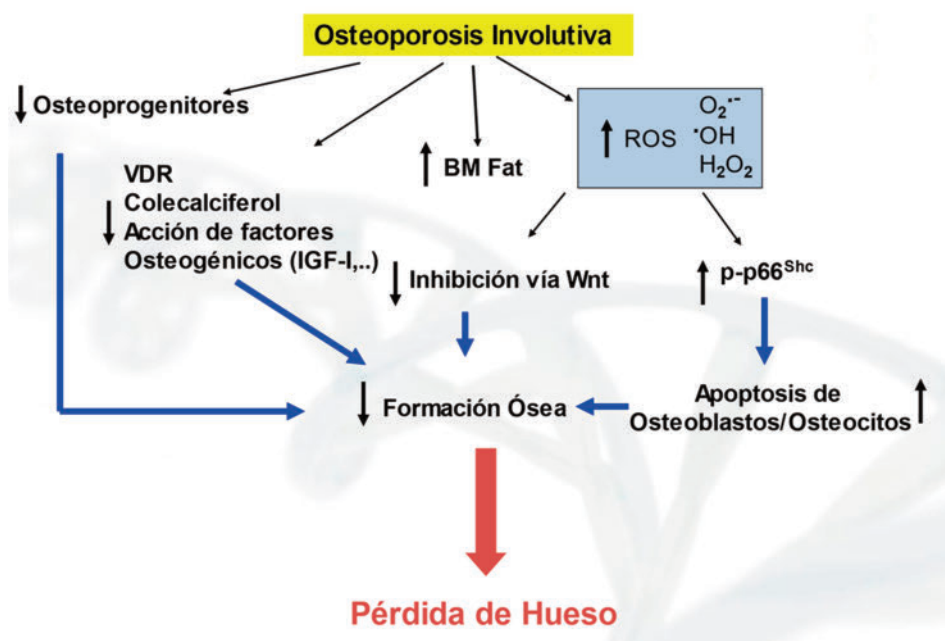 Osteoporosis Involutiva
Osteoprogenitores
VDR
Colecalciferol
Acción de factores
Osteogénicos (IGF-I,..)
BM Fat
ROS
O₂·⁻
·OH
H₂O₂
Inhibición vía Wnt
p-p66ˢʰᶜ
Formación Ósea
Apoptosis de
Osteoblastos/Osteocitos
Pérdida de Hueso